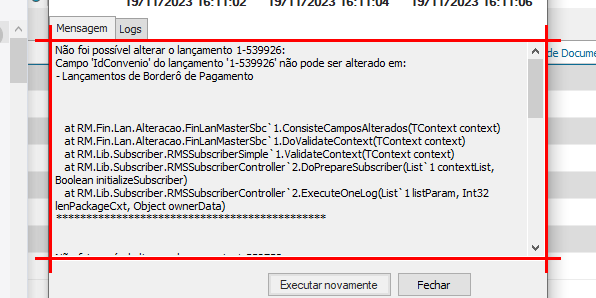 19/11/2023 16:11:02 19/11/2023 16:11:04 19/11/2023 16:11:06
Mensagem Logs
Não foi possível alterar o lançamento 1-539926:
de Docume
Campo 'IdConvenio' do lançamento '1-539926' não pode ser alterado em:
- Lançamentos de Borderô de Pagamento
at RM.Fin.Lan.Alteracao.FinLanMasterSbc`1.ConsisteCamposAlterados(TContext context)
at RM.Fin.Lan.Alteracao.FinLanMasterSbc`1.DoValidateContext(TContext context)
at RM.Lib.Subscriber.RMSSubscriberSimple`1.ValidateContext(TContext context)
at RM.Lib.Subscriber.RMSSubscriberController`2.DoPrepareSubscriber(List`1 contextList,
Boolean initializeSubscriber)
at RM.Lib.Subscriber.RMSSubscriberController`2.ExecuteOneLog(List`1 listParam, Int32
lenPackageCxt, Object ownerData)
**********************************************
Executar novamente Fechar